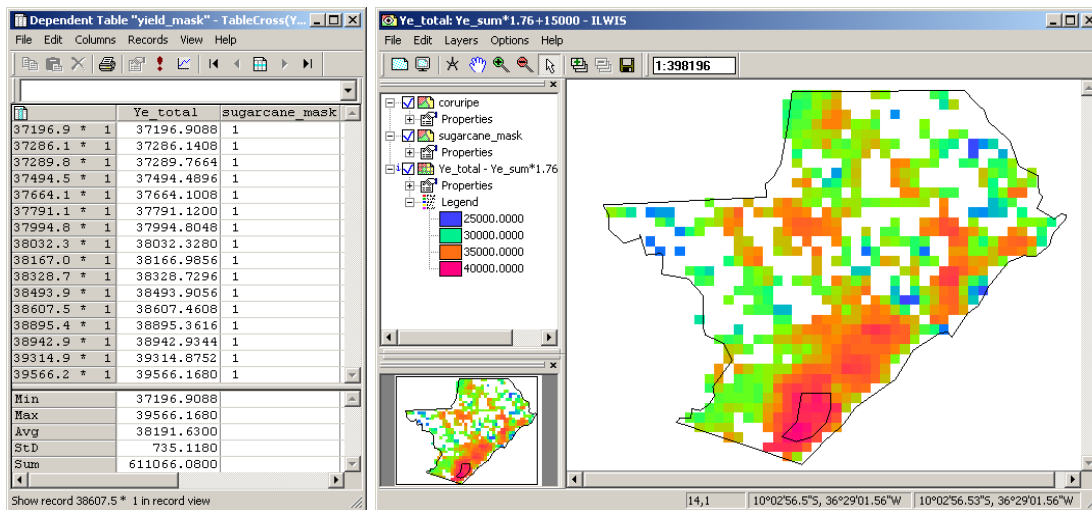 Dependent Table "yield_mask" - TableCross(Y...
File Edit Columns Records View Help
Ye_total sugarcane_mask
37196.9 * 1 37196.9088 1
37286.1 * 1 37286.1408 1
37289.8 * 1 37289.7664 1
37494.5 * 1 37494.4896 1
37664.1 * 1 37664.1008 1
37791.1 * 1 37791.1200 1
37994.8 * 1 37994.8048 1
38032.3 * 1 38032.3280 1
38167.0 * 1 38166.9856 1
38328.7 * 1 38328.7296 1
38493.9 * 1 38493.9056 1
38607.5 * 1 38607.4608 1
38895.4 * 1 38895.3616 1
38942.9 * 1 38942.9344 1
39314.9 * 1 39314.8752 1
39566.2 * 1 39566.1680 1
Min 37196.9088
Max 39566.1680
Avg 38191.6300
StD 735.1180
Sum 611066.0800
Show record 38607.5 * 1 in record view
Ye_total: Ye_sum*1.76+15000 - ILWIS
File Edit Layers Options Help
1:398196
coruripe
Properties
sugarcane_mask
Properties
Ye_total - Ye_sum*1.76
Properties
Legend
25000.0000
30000.0000
35000.0000
40000.0000
14,1 10°02'56.5"S, 36°29'01.56"W 10°02'56.53"S, 36°29'01.56"W